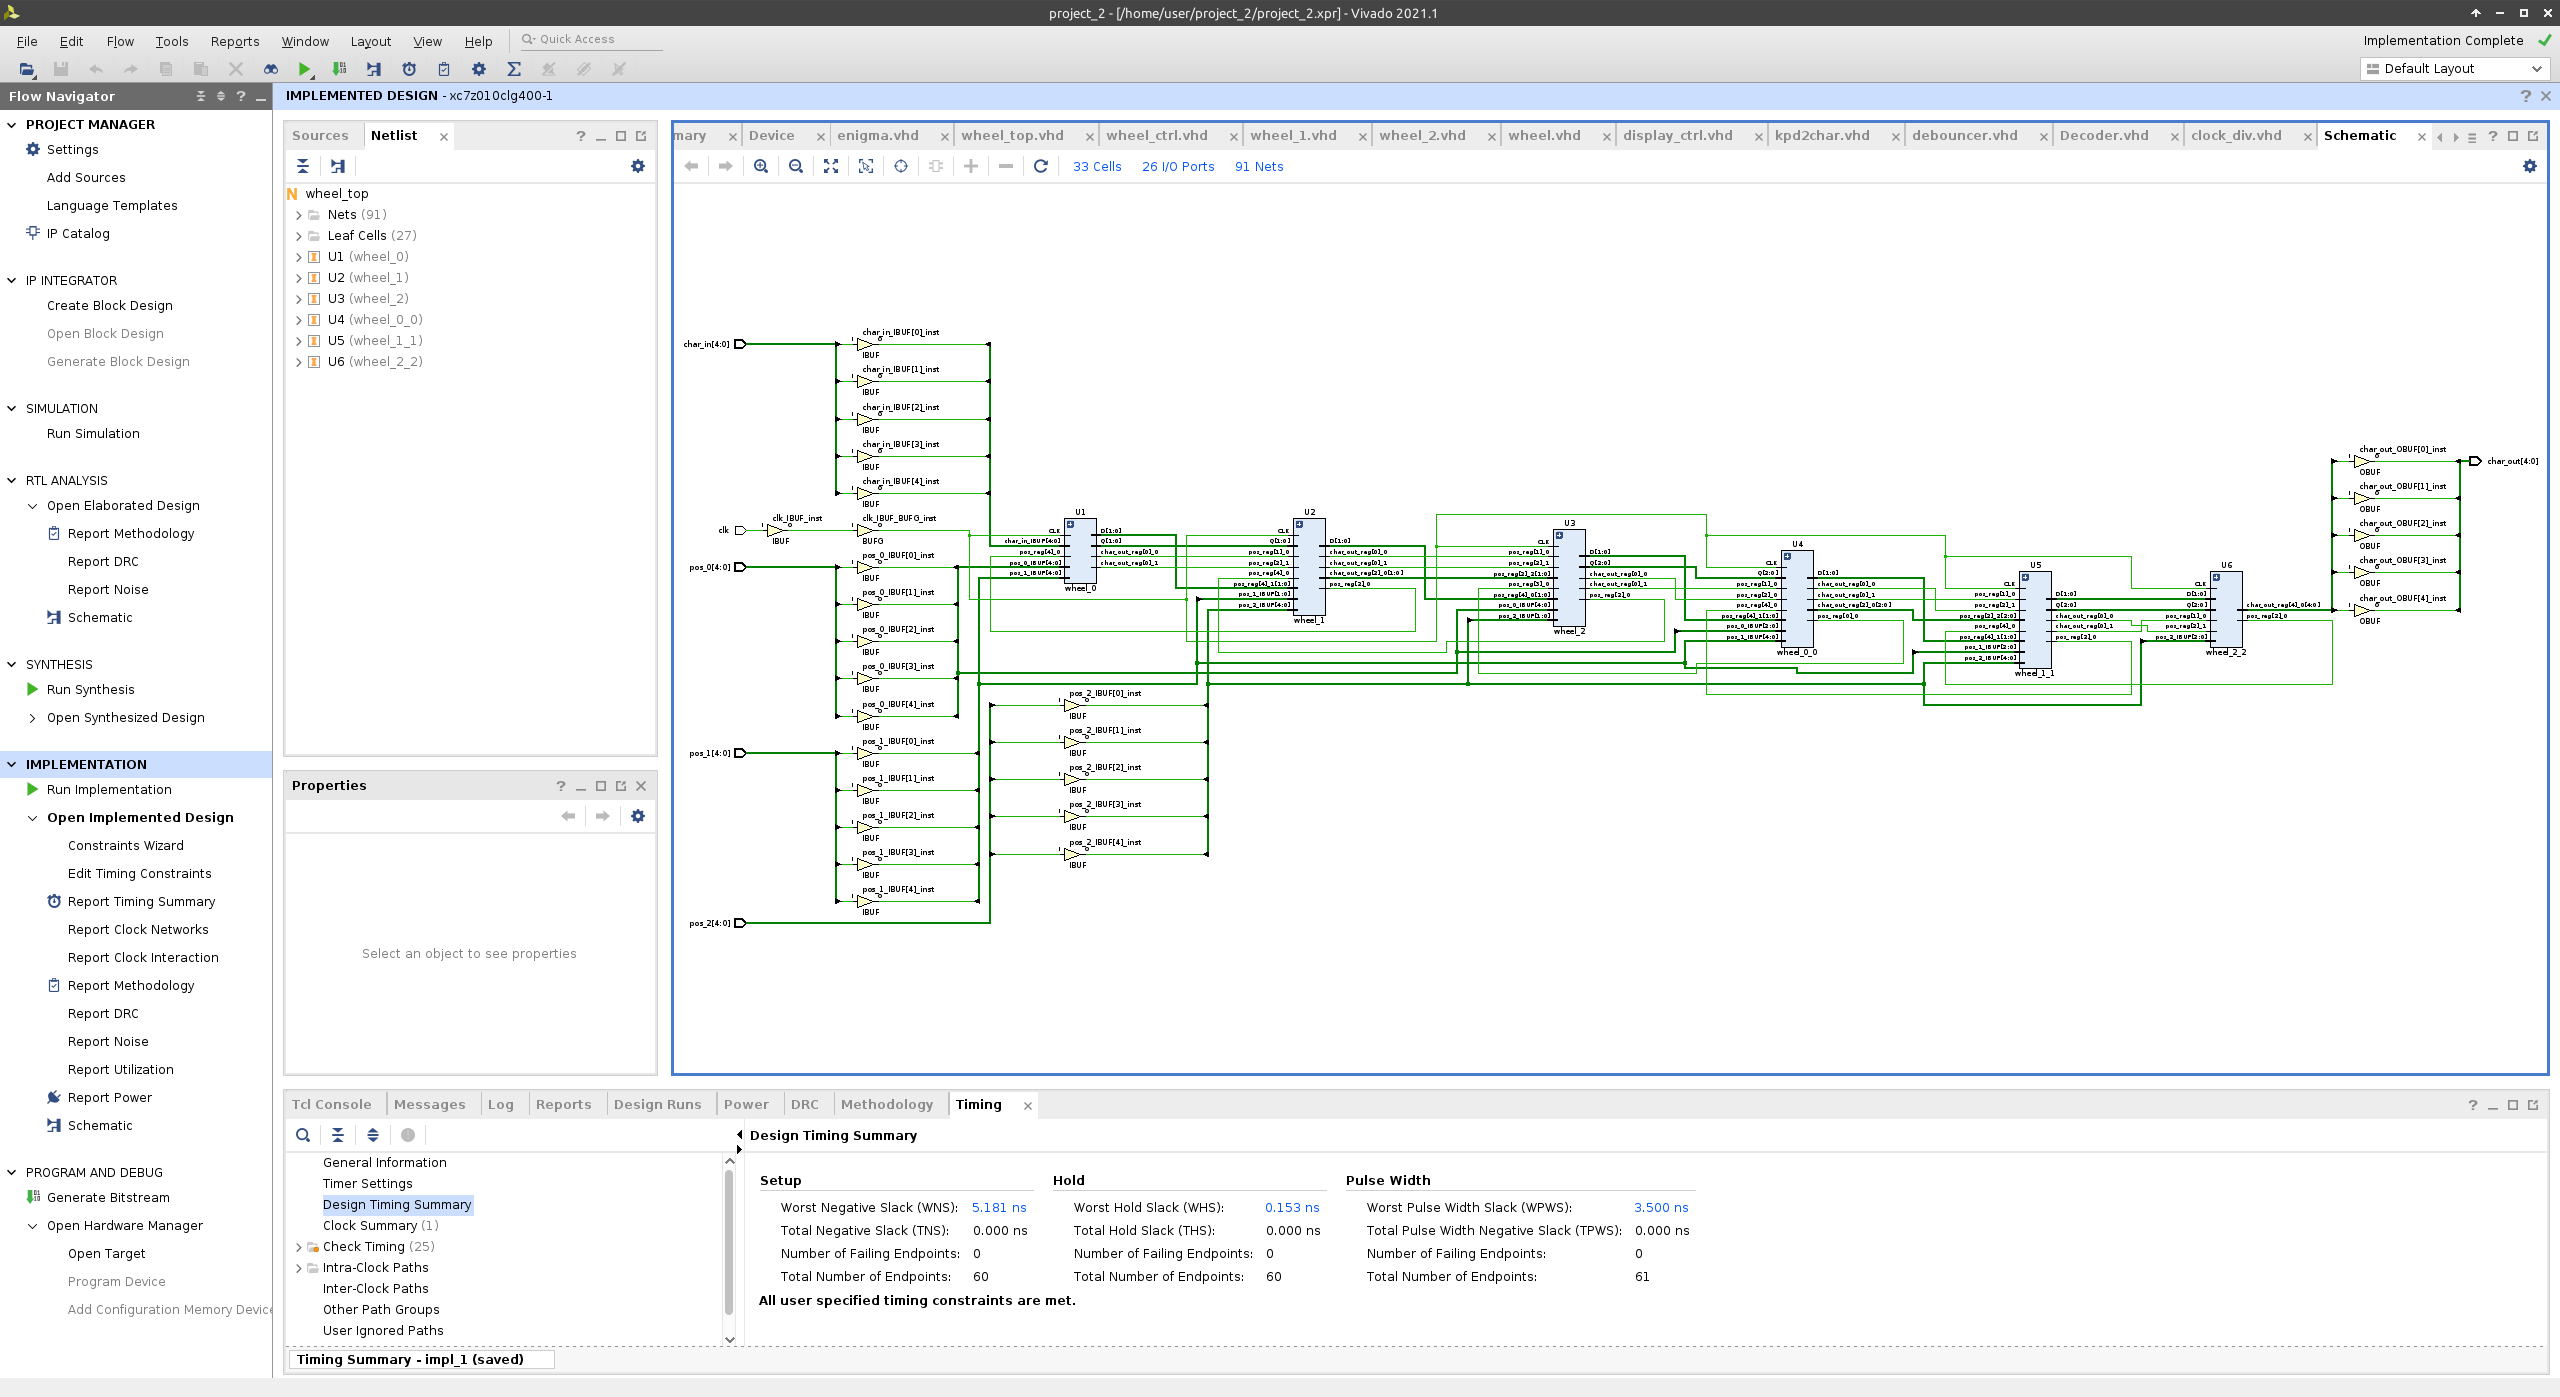 project_2 - [/home/user/project_2/project_2.xpr] - Vivado 2021.1
File Edit Flow Tools Reports Window Layout View Help Quick Access
Implementation Complete
Default Layout
Flow Navigator
IMPLEMENTED DESIGN - xc7z010clg400-1
PROJECT MANAGER
Settings
Add Sources
Language Templates
IP Catalog
IP INTEGRATOR
Create Block Design
Open Block Design
Generate Block Design
SIMULATION
Run Simulation
RTL ANALYSIS
Open Elaborated Design
Report Methodology
Report DRC
Report Noise
Schematic
SYNTHESIS
Run Synthesis
Open Synthesized Design
IMPLEMENTATION
Run Implementation
Open Implemented Design
Constraints Wizard
Edit Timing Constraints
Report Timing Summary
Report Clock Networks
Report Clock Interaction
Report Methodology
Report DRC
Report Noise
Report Utilization
Report Power
Schematic
PROGRAM AND DEBUG
Generate Bitstream
Open Hardware Manager
Open Target
Program Device
Add Configuration Memory Device
Sources Netlist
N wheel_top
Nets (91)
Leaf Cells (27)
U1 (wheel_0)
U2 (wheel_1)
U3 (wheel_2)
U4 (wheel_0_0)
U5 (wheel_1_1)
U6 (wheel_2_2)
Properties
Select an object to see properties
mary Device enigma.vhd wheel_top.vhd wheel_ctrl.vhd wheel_1.vhd wheel_2.vhd wheel.vhd display_ctrl.vhd kpd2char.vhd debouncer.vhd Decoder.vhd clock_div.vhd Schematic
33 Cells 26 I/O Ports 91 Nets
char_in[4:0]
char_in_IBUF[0]_inst
IBUF
char_in_IBUF[1]_inst
IBUF
char_in_IBUF[2]_inst
IBUF
char_in_IBUF[3]_inst
IBUF
char_in_IBUF[4]_inst
IBUF
clk
clk_IBUF_inst
IBUF
clk_IBUF_BUFG_inst
BUFG
pos_0[4:0]
pos_0_IBUF[0]_inst
IBUF
pos_0_IBUF[1]_inst
IBUF
pos_0_IBUF[2]_inst
IBUF
pos_0_IBUF[3]_inst
IBUF
pos_0_IBUF[4]_inst
IBUF
pos_1[4:0]
pos_1_IBUF[0]_inst
IBUF
pos_1_IBUF[1]_inst
IBUF
pos_1_IBUF[2]_inst
IBUF
pos_1_IBUF[3]_inst
IBUF
pos_1_IBUF[4]_inst
IBUF
pos_2[4:0]
pos_2_IBUF[0]_inst
IBUF
pos_2_IBUF[1]_inst
IBUF
pos_2_IBUF[2]_inst
IBUF
pos_2_IBUF[3]_inst
IBUF
pos_2_IBUF[4]_inst
IBUF
U1
CLK
char_in_IBUF[4:0]
pos_reg[4]_0
pos_0_IBUF[4:0]
pos_1_IBUF[4:0]
D[1:0]
Q[1:0]
char_out_reg[0]_0
char_out_reg[0]_1
wheel_0
U2
wheel_1
U3
wheel_2
U4
wheel_0_0
U5
wheel_1_1
U6
wheel_2_2
char_out_OBUF[0]_inst
OBUF
char_out_OBUF[1]_inst
OBUF
char_out_OBUF[2]_inst
OBUF
char_out_OBUF[3]_inst
OBUF
char_out_OBUF[4]_inst
OBUF
char_out[4:0]
Tcl Console Messages Log Reports Design Runs Power DRC Methodology Timing
General Information
Timer Settings
Design Timing Summary
Clock Summary (1)
Check Timing (25)
Intra-Clock Paths
Inter-Clock Paths
Other Path Groups
User Ignored Paths
Timing Summary - impl_1 (saved)
Design Timing Summary
Setup Hold Pulse Width
Worst Negative Slack (WNS): 5.181 ns Worst Hold Slack (WHS): 0.153 ns Worst Pulse Width Slack (WPWS): 3.500 ns
Total Negative Slack (TNS): 0.000 ns Total Hold Slack (THS): 0.000 ns Total Pulse Width Negative Slack (TPWS): 0.000 ns
Number of Failing Endpoints: 0 Number of Failing Endpoints: 0 Number of Failing Endpoints: 0
Total Number of Endpoints: 60 Total Number of Endpoints: 60 Total Number of Endpoints: 61
All user specified timing constraints are met.